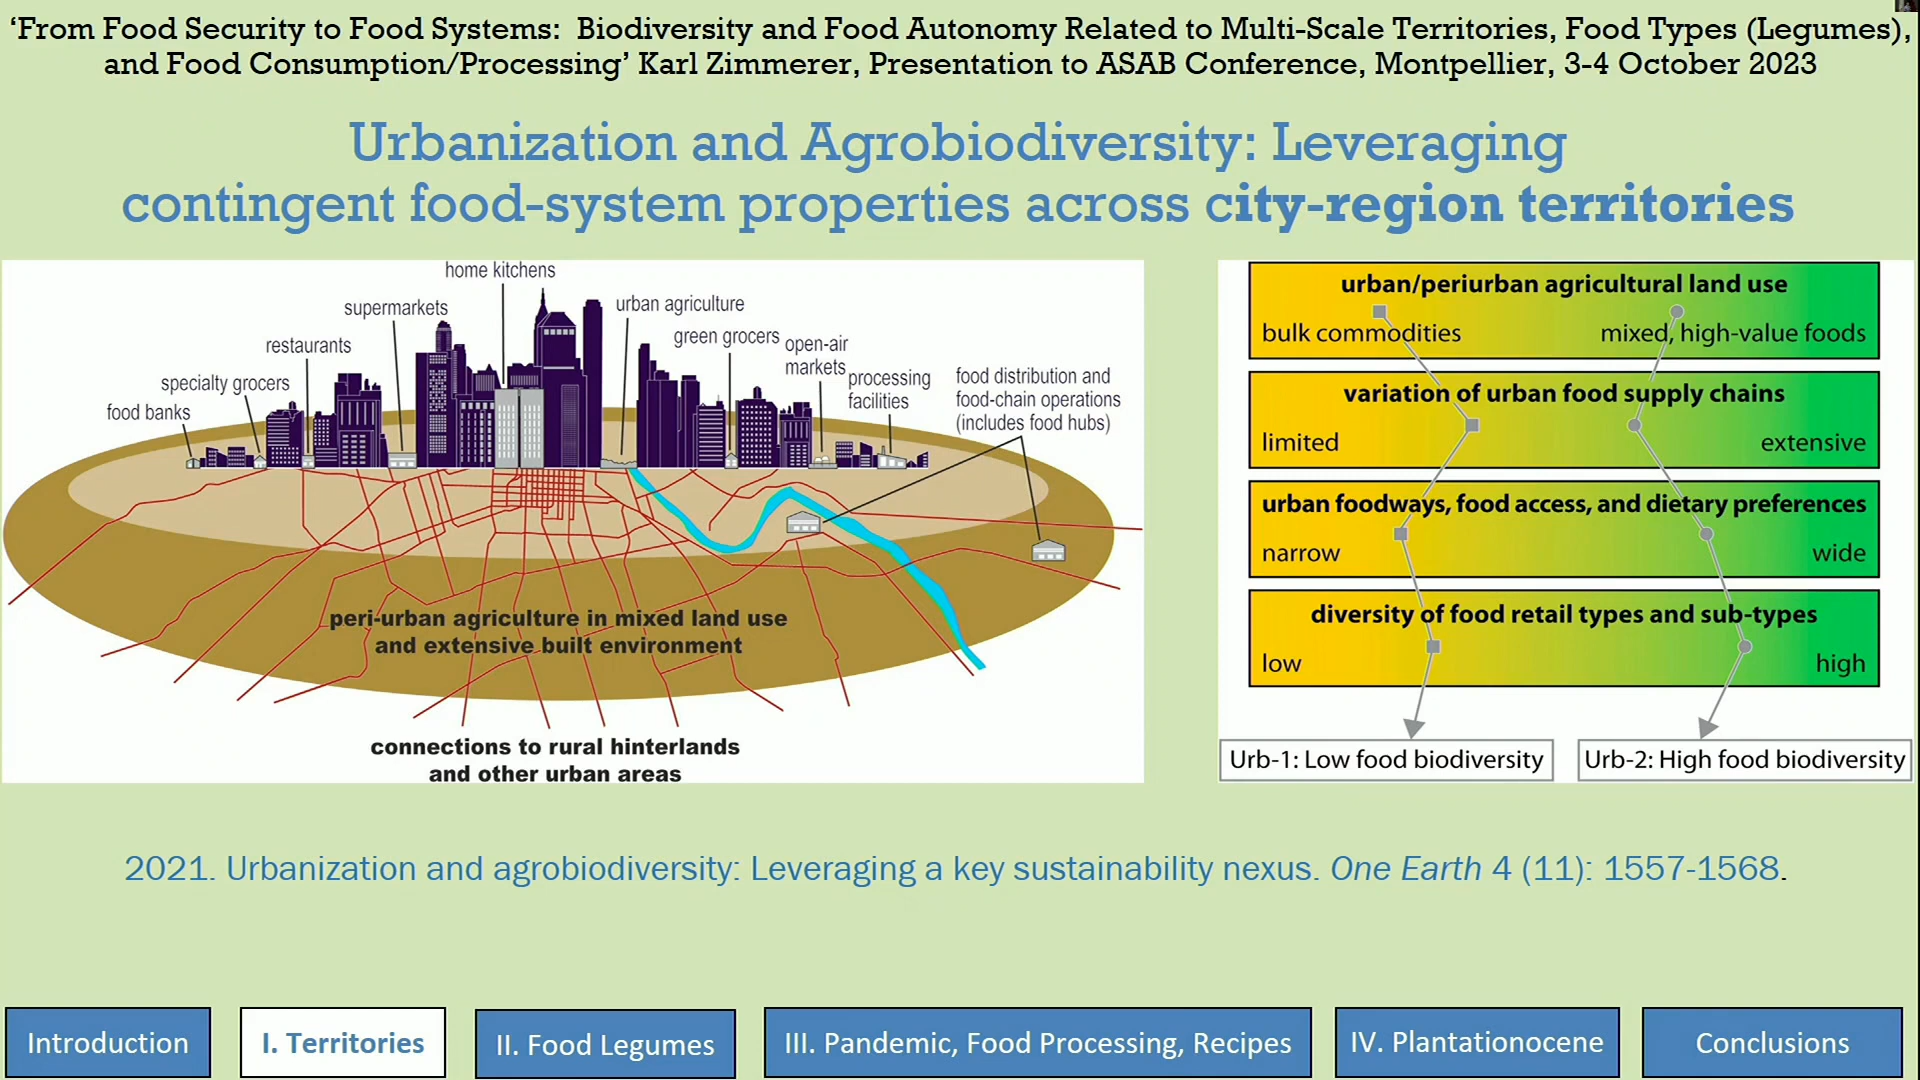 ‘From Food Security to Food Systems:  Biodiversity and Food Autonomy Related to Multi-Scale Territories, Food Types (Legumes),
and Food Consumption/Processing’ Karl Zimmerer, Presentation to ASAB Conference, Montpellier, 3-4 October 2023
Urbanization and Agrobiodiversity: Leveraging
contingent food-system properties across city-region territories
home kitchens
supermarkets
urban agriculture
restaurants
green grocers
open-air
markets
specialty grocers
processing
facilities
food distribution and
food-chain operations
(includes food hubs)
food banks
peri-urban agriculture in mixed land use
and extensive built environment
connections to rural hinterlands
and other urban areas
urban/periurban agricultural land use
bulk commodities mixed, high-value foods
variation of urban food supply chains
limited extensive
urban foodways, food access, and dietary preferences
narrow wide
diversity of food retail types and sub-types
low high
Urb-1: Low food biodiversity Urb-2: High food biodiversity
2021. Urbanization and agrobiodiversity: Leveraging a key sustainability nexus. One Earth 4 (11): 1557-1568.
Introduction
I. Territories
II. Food Legumes
III. Pandemic, Food Processing, Recipes
IV. Plantationocene
Conclusions